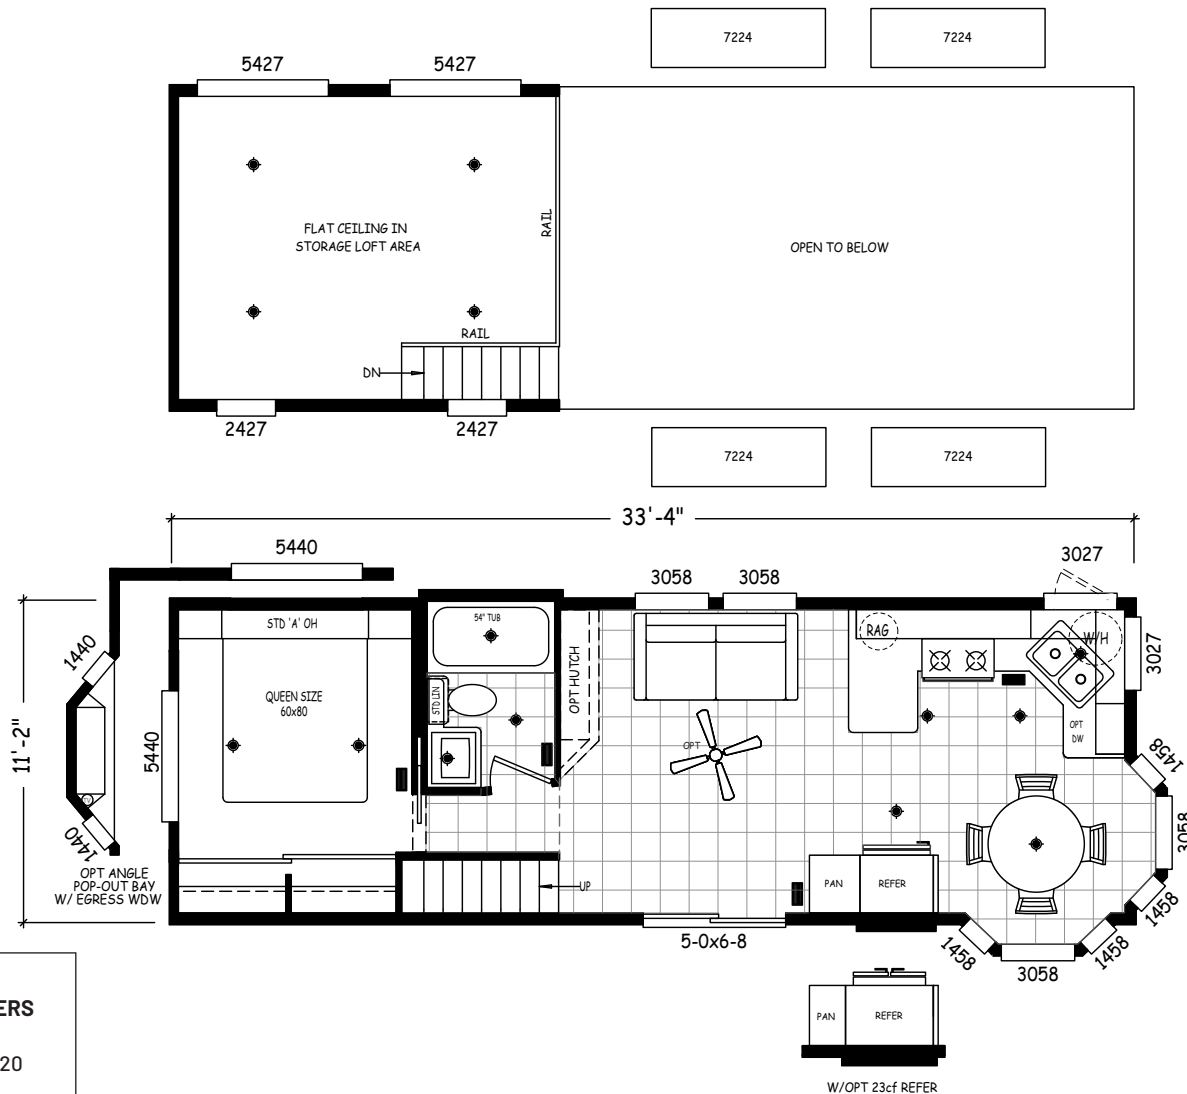 7224
7224
5427
5427
FLAT CEILING IN
STORAGE LOFT AREA
RAIL
OPEN TO BELOW
RAIL
DN
2427
2427
7224
7224
33'-4"
5440
3058
3058
3027
1440
STD 'A' OH
54" TUB
RAG
W/H
3027
QUEEN SIZE
60x80
STD LIN
OPT HUTCH
OPT
OPT
DW
11'-2"
5440
1458
3058
1440
CV
OPT ANGLE
POP-OUT BAY
W/ EGRESS WDW
UP
PAN
REFER
1458
5-0x6-8
1458
3058
1458
PAN
REFER
W/OPT 23cf REFER
ERS
20